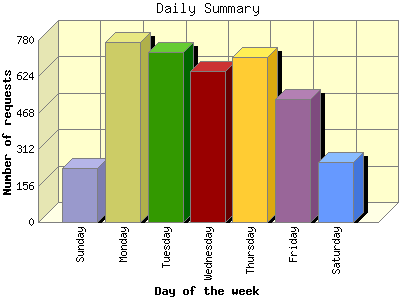 Daily Summary
780
624
468
312
156
0
Number of requests
Sunday
Monday
Tuesday
Wednesday
Thursday
Friday
Saturday
Day of the week